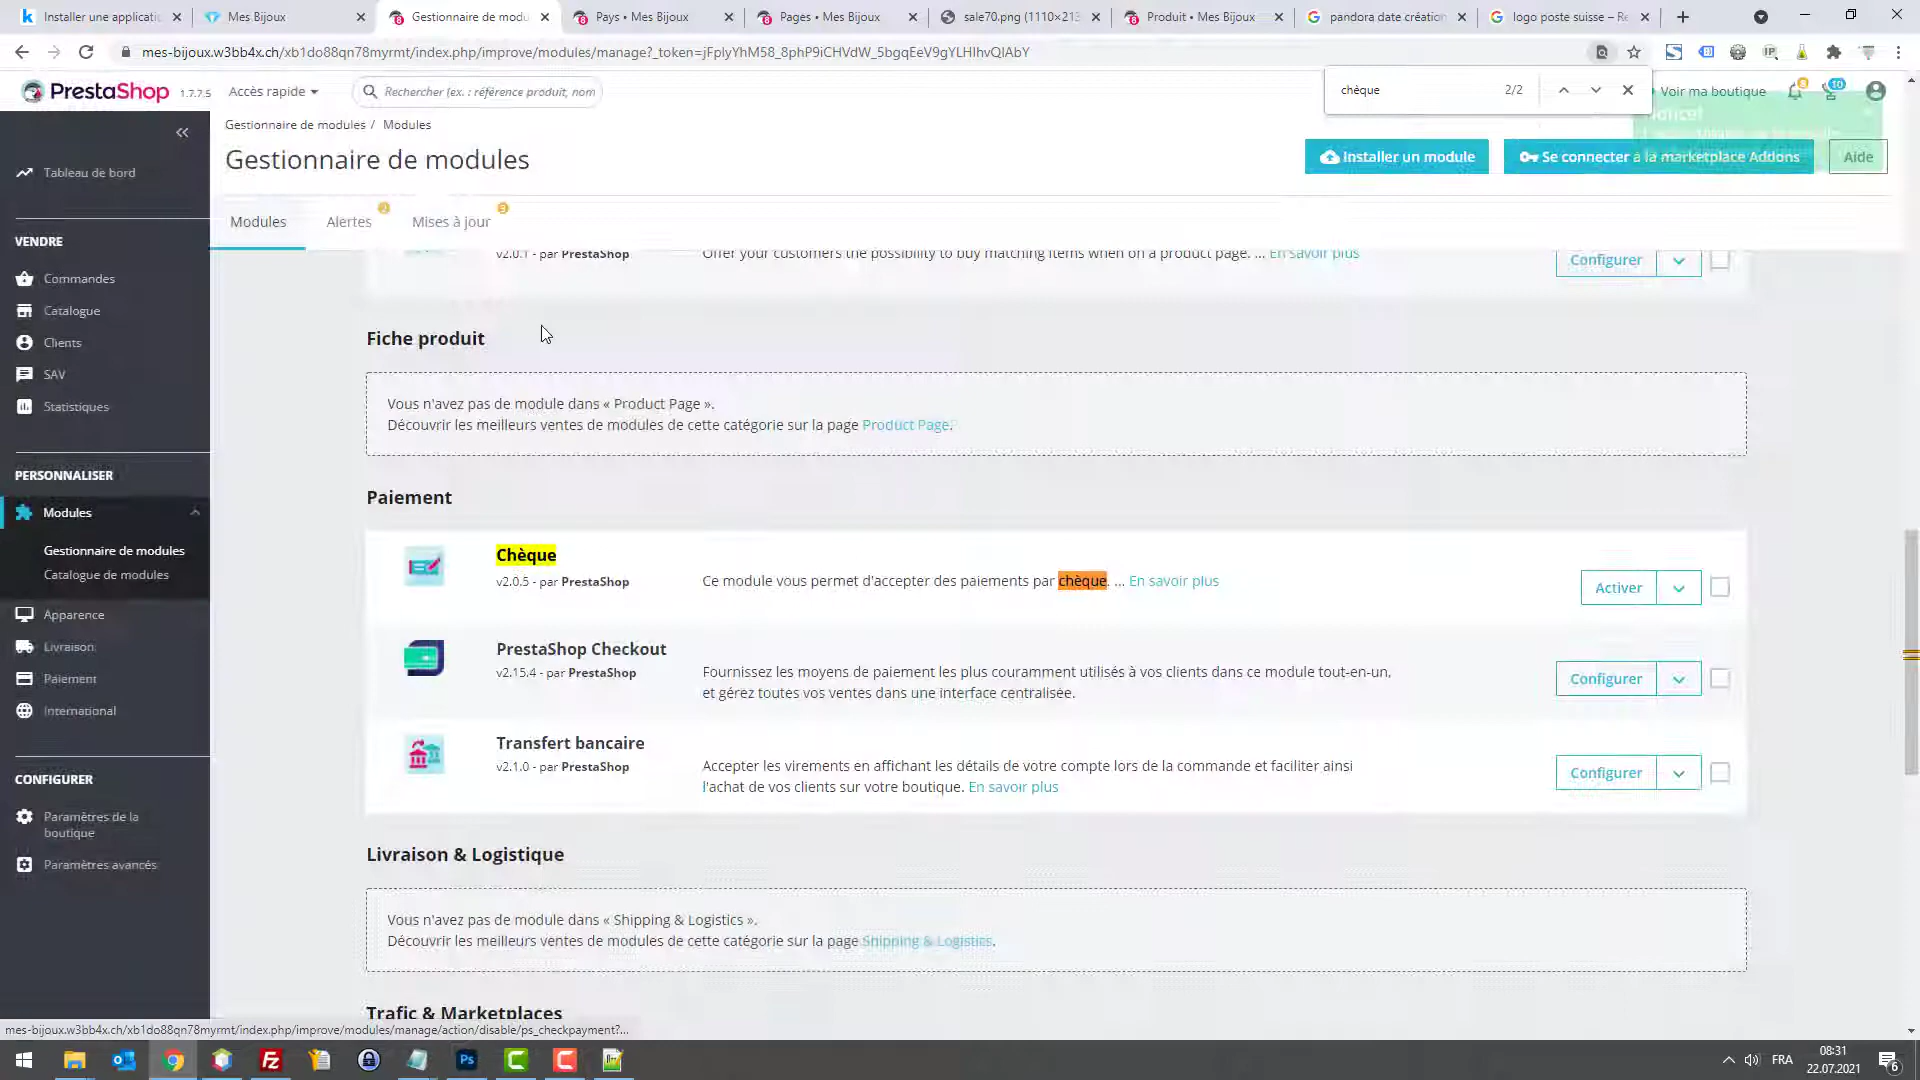 Installer une applicati
Mes Bijoux
Gestionnaire de modu
Pays • Mes Bijoux
Pages • Mes Bijoux
sale70.png (1110×213
Produit • Mes Bijoux
pandora date création
logo poste suisse – Re
mes-bijoux.w3bb4x.ch/xb1do88qn78myrmt/index.php/improve/modules/manage?_token=jFplyYhM58_8phP9iCHVdW_5bgqEeV9gYLHIhvQlAbY
chèque
2/2
PrestaShop 1.7.7.5
Accès rapide
Rechercher (ex. : référence produit, nom
Voir ma boutique
Gestionnaire de modules / Modules
Gestionnaire de modules
Installer un module
Se connecter à la marketplace Addons
Aide
Modules
Alertes
2
Mises à jour
3
Tableau de bord
VENDRE
Commandes
Catalogue
Clients
SAV
Statistiques
PERSONNALISER
Modules
Gestionnaire de modules
Catalogue de modules
Apparence
Livraison
Paiement
International
CONFIGURER
Paramètres de la
boutique
Paramètres avancés
v2.0.1 - par PrestaShop
Offer your customers the possibility to buy matching items when on a product page. ... En savoir plus
Configurer
Fiche produit
Vous n'avez pas de module dans « Product Page ».
Découvrir les meilleurs ventes de modules de cette catégorie sur la page Product Page.
Paiement
Chèque
v2.0.5 - par PrestaShop
Ce module vous permet d'accepter des paiements par chèque. ... En savoir plus
Activer
PrestaShop Checkout
v2.15.4 - par PrestaShop
Fournissez les moyens de paiement les plus couramment utilisés à vos clients dans ce module tout-en-un,
et gérez toutes vos ventes dans une interface centralisée.
Configurer
Transfert bancaire
v2.1.0 - par PrestaShop
Accepter les virements en affichant les détails de votre compte lors de la commande et faciliter ainsi
l'achat de vos clients sur votre boutique. En savoir plus
Configurer
Livraison & Logistique
Vous n'avez pas de module dans « Shipping & Logistics ».
Découvrir les meilleurs ventes de modules de cette catégorie sur la page Shipping & Logistics.
Trafic & Marketplaces
mes-bijoux.w3bb4x.ch/xb1do88qn78myrmt/index.php/improve/modules/manage/action/disable/ps_checkpayment?...
FRA
08:31
22.07.2021
6